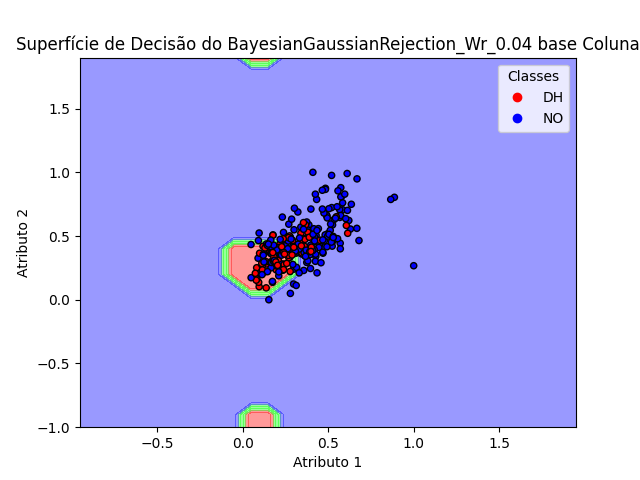 Superfície de Decisão do BayesianGaussianRejection_Wr_0.04 base Coluna
Classes
DH
NO
Atributo 2
1.5
1.0
0.5
0.0
−0.5
−1.0
−0.5
0.0
0.5
1.0
1.5
Atributo 1